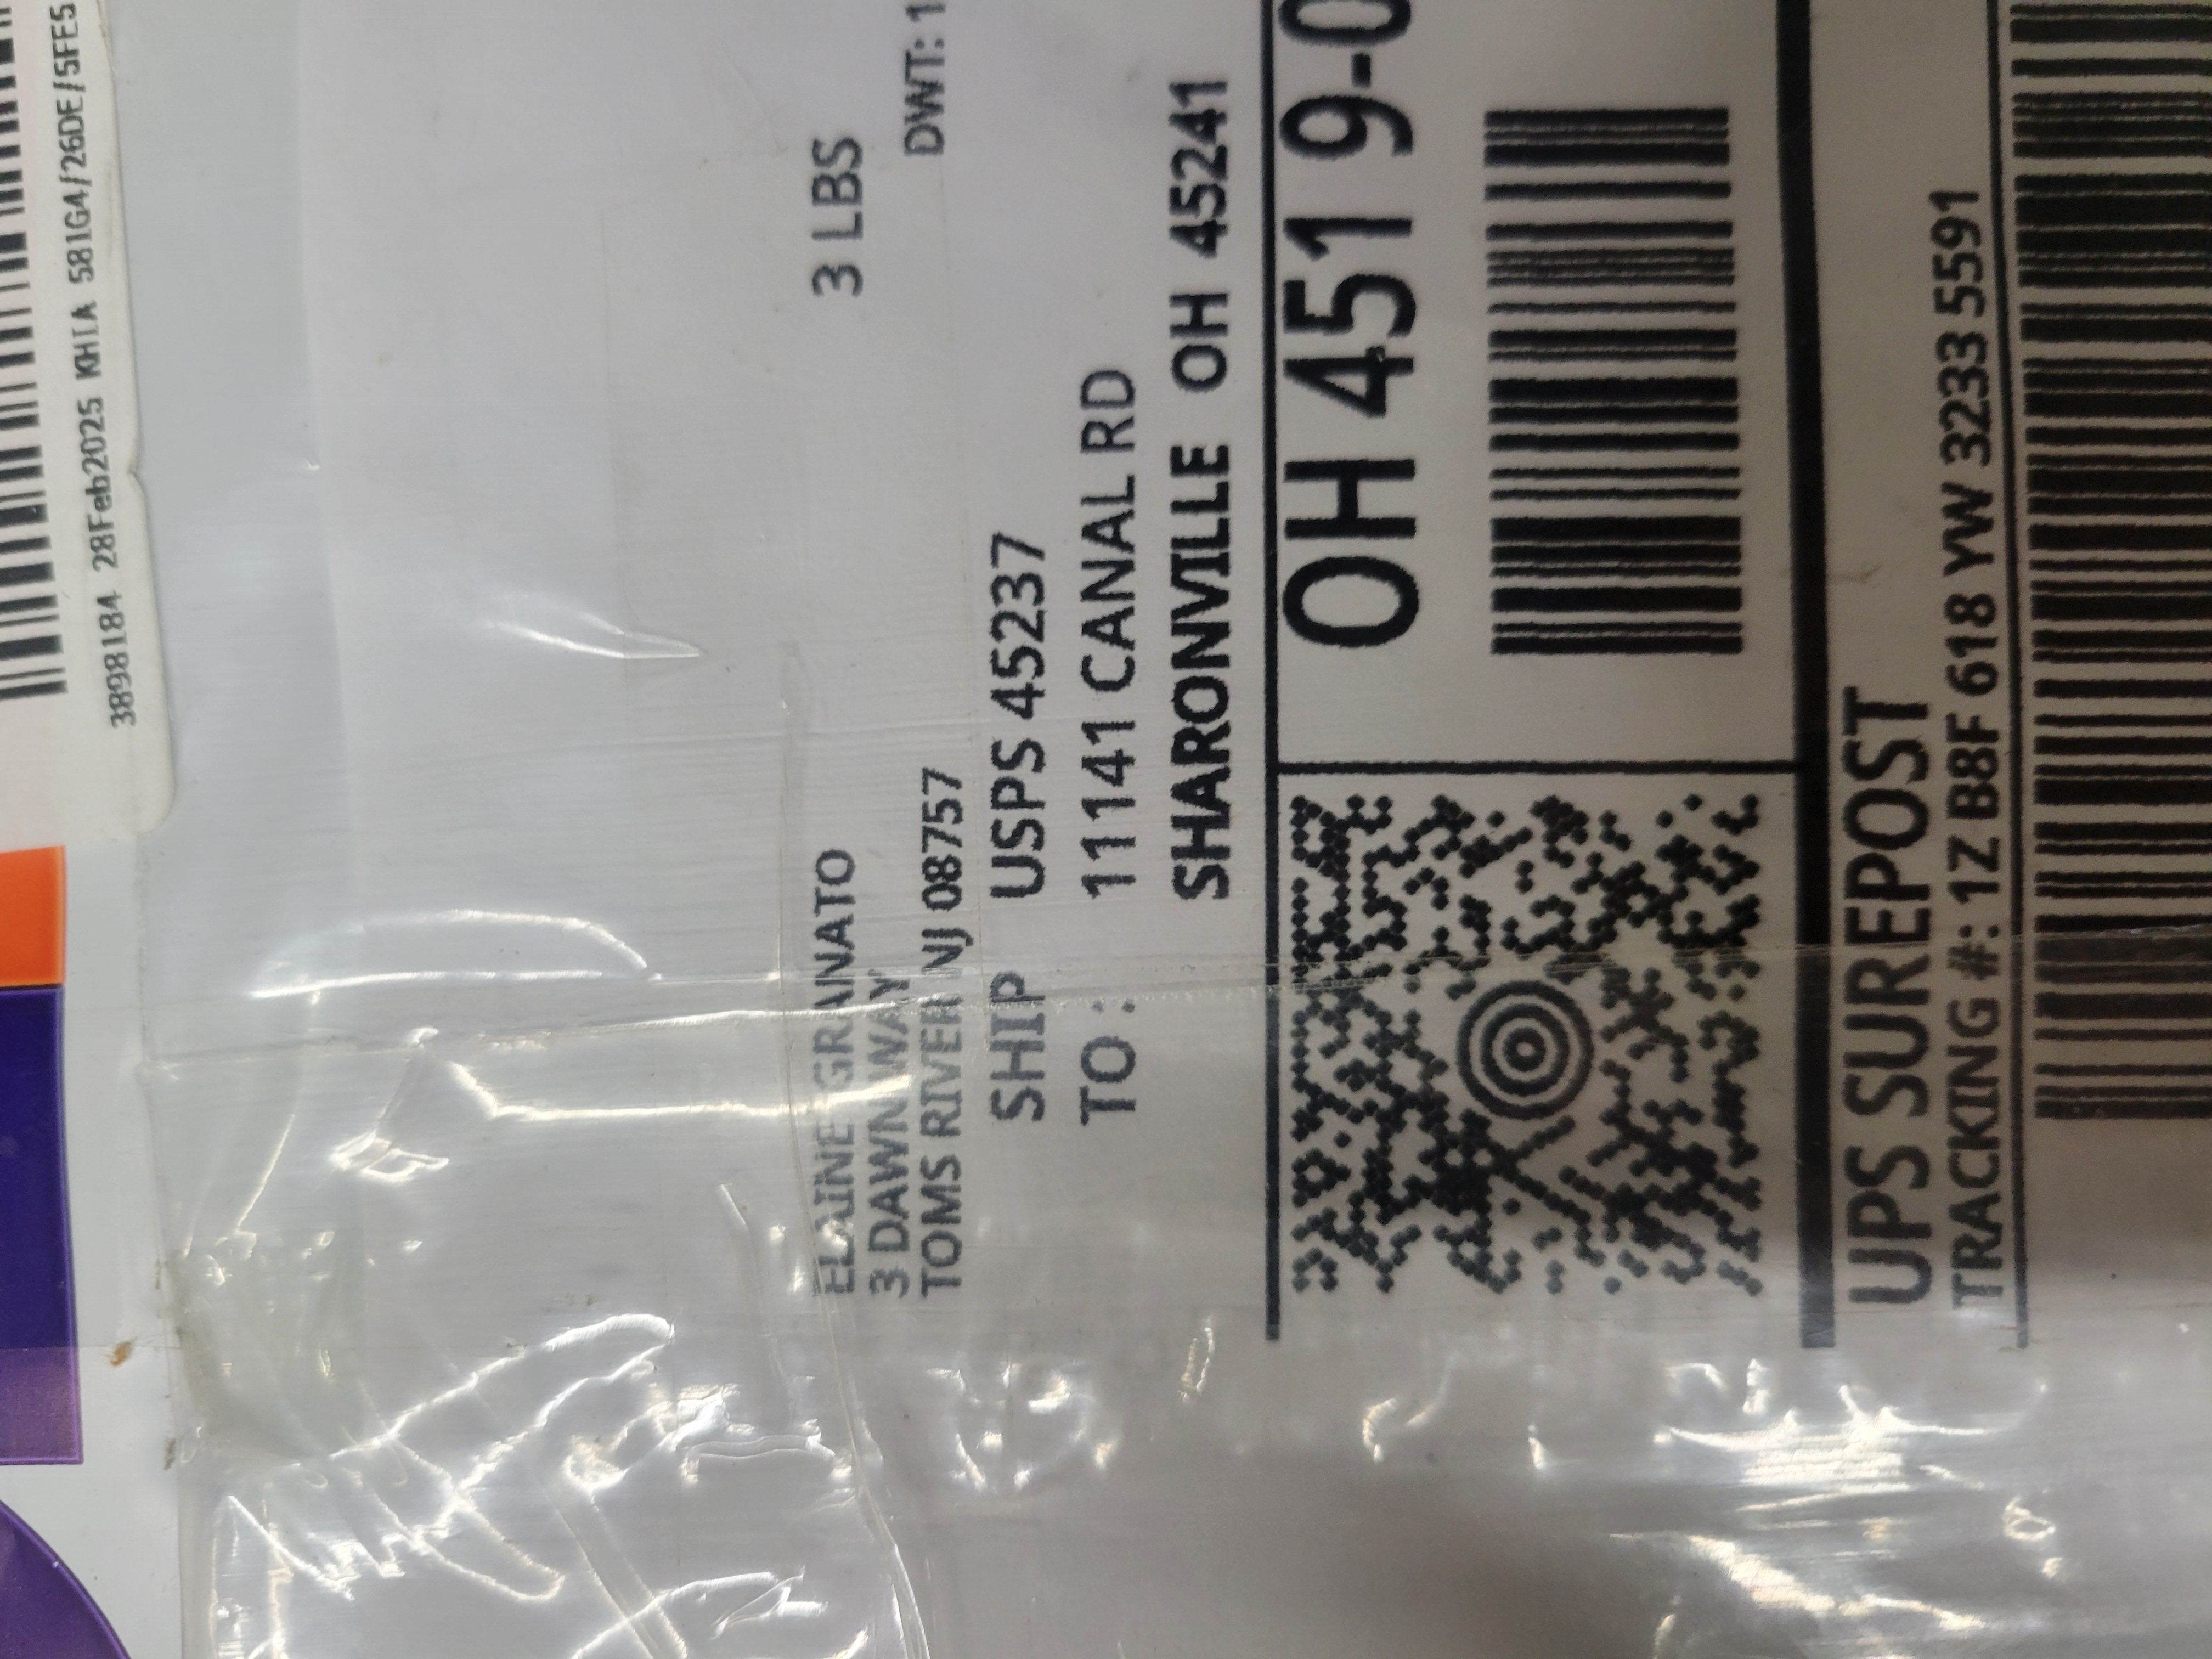 3898184 28Feb2025 KHIA 581G4/26DE/5FE5
ELAINE GRANATO
3 DAWN WAY
TOMS RIVER NJ 08757
3 LBS
DWT: 1
SHIP
TO :
USPS 45237
11141 CANAL RD
SHARONVILLE OH 45241
OH 451 9-0
UPS SUREPOST
TRACKING #: 1Z B8F 618 YW 3233 5591